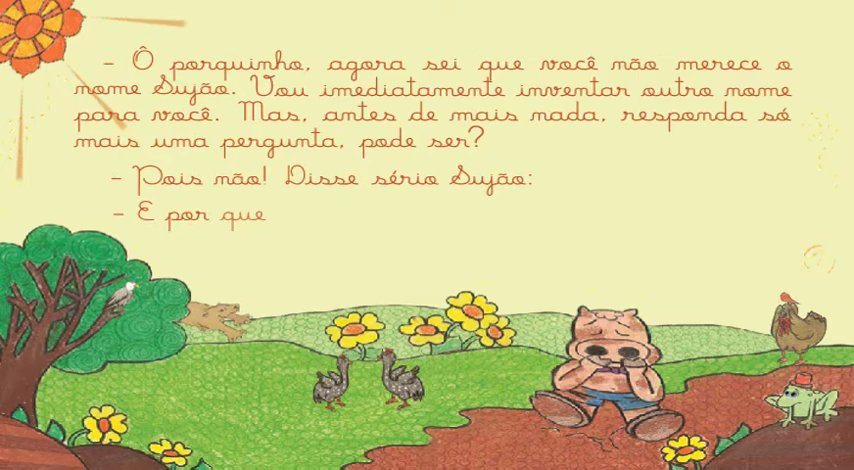 - Ô porquinho, agora sei que você não merece o
nome Sujão. Vou imediatamente inventar outro nome
para você. Mas, antes de mais nada, responda só
mais uma pergunta, pode ser?
- Pois não! Disse sério Sujão:
- E por que